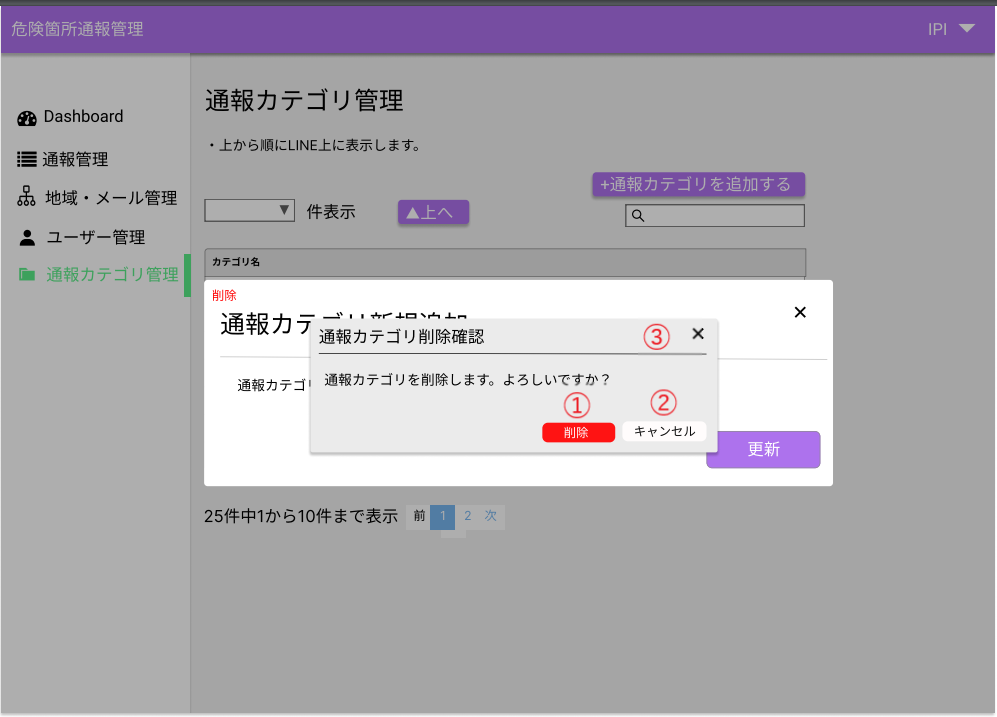 危険箇所通報管理
IPI
Dashboard
通報管理
地域・メール管理
ユーザー管理
通報カテゴリ管理
通報カテゴリ管理
・上から順にLINE上に表示します。
+通報カテゴリを追加する
件表示
▲上へ
カテゴリ名
削除
通報カテゴリ新規追加
通報カテゴリ
通報カテゴリ削除確認
③
通報カテゴリを削除します。よろしいですか？
① ②
削除 キャンセル
更新
25件中1から10件まで表示 前 1 2 次